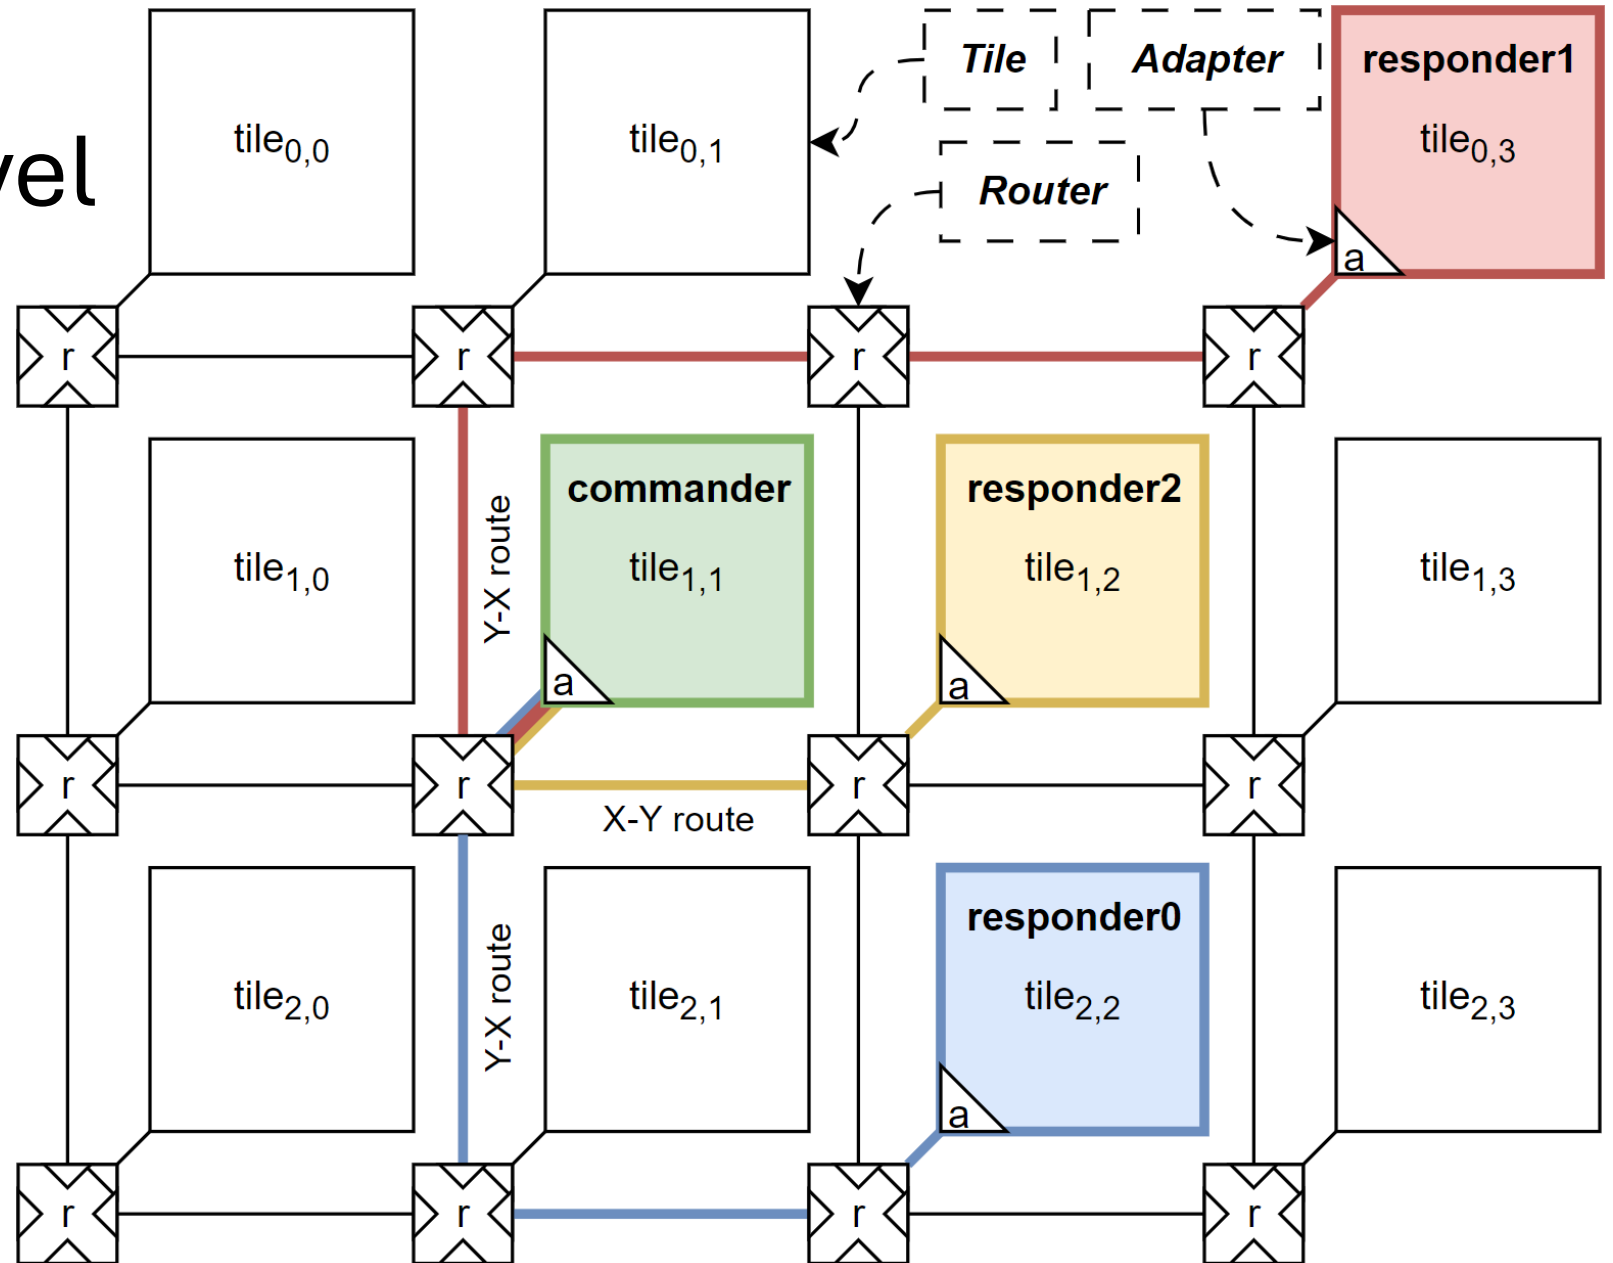 vel
tile0,0
tile0,1
Tile
Adapter
Router
responder1
tile0,3
a
r
r
r
r
tile1,0
Y-X route
commander
tile1,1
a
responder2
tile1,2
a
tile1,3
r
r
r
r
X-Y route
tile2,0
Y-X route
tile2,1
responder0
tile2,2
a
tile2,3
r
r
r
r